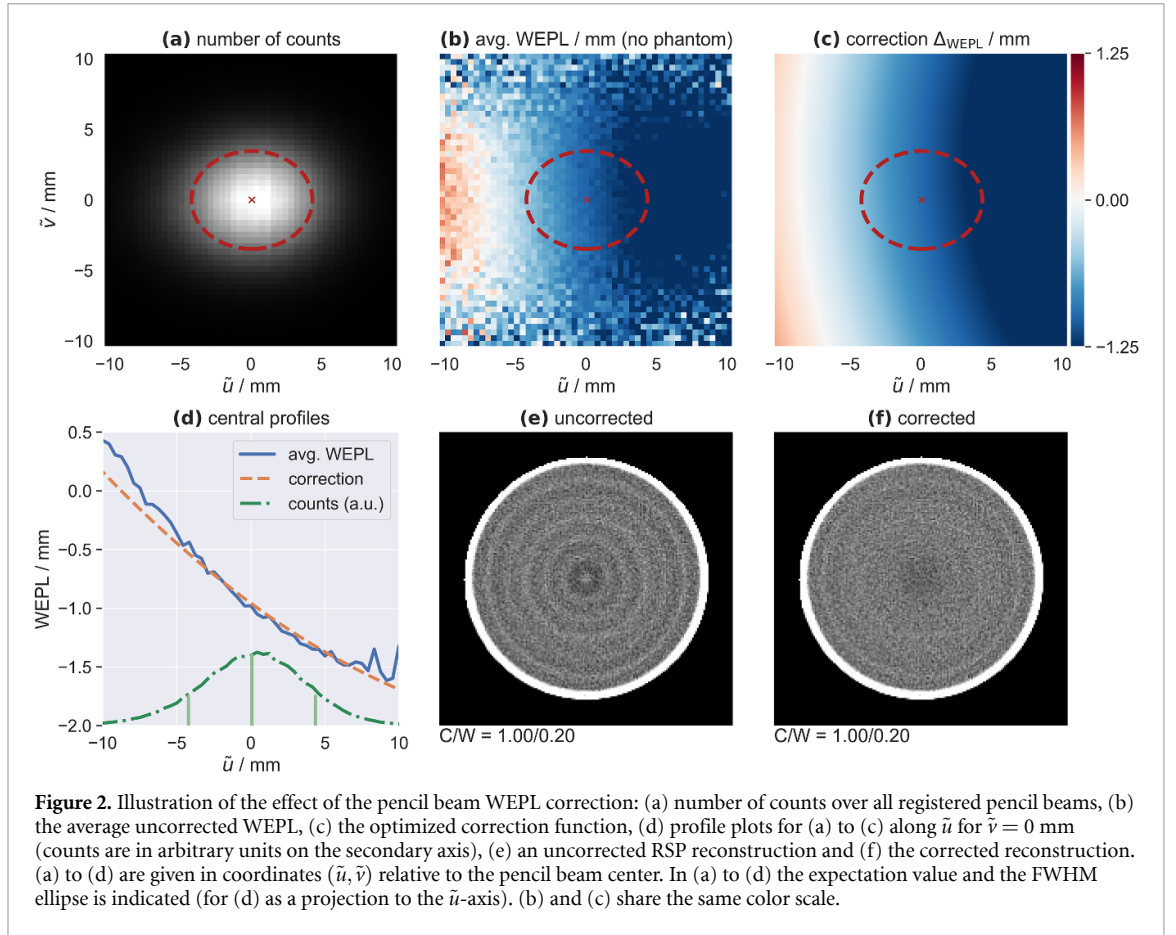 (a) number of counts
(b) avg. WEPL / mm (no phantom)
(c) correction Δ_WEPL / mm
10
5
0
−5
−10
ṽ / mm
−10 −5 0 5 10
ũ / mm
−10 −5 0 5 10
ũ / mm
−10 −5 0 5 10
ũ / mm
1.25
0.00
−1.25
(d) central profiles
(e) uncorrected
(f) corrected
0.5
0.0
−0.5
−1.0
−1.5
−2.0
WEPL / mm
avg. WEPL
correction
counts (a.u.)
−10 −5 0 5 10
ũ / mm
C/W = 1.00/0.20
C/W = 1.00/0.20
Figure 2. Illustration of the effect of the pencil beam WEPL correction: (a) number of counts over all registered pencil beams, (b)
the average uncorrected WEPL, (c) the optimized correction function, (d) profile plots for (a) to (c) along ũ for ṽ = 0 mm
(counts are in arbitrary units on the secondary axis), (e) an uncorrected RSP reconstruction and (f) the corrected reconstruction.
(a) to (d) are given in coordinates (ũ, ṽ) relative to the pencil beam center. In (a) to (d) the expectation value and the FWHM
ellipse is indicated (for (d) as a projection to the ũ-axis). (b) and (c) share the same color scale.